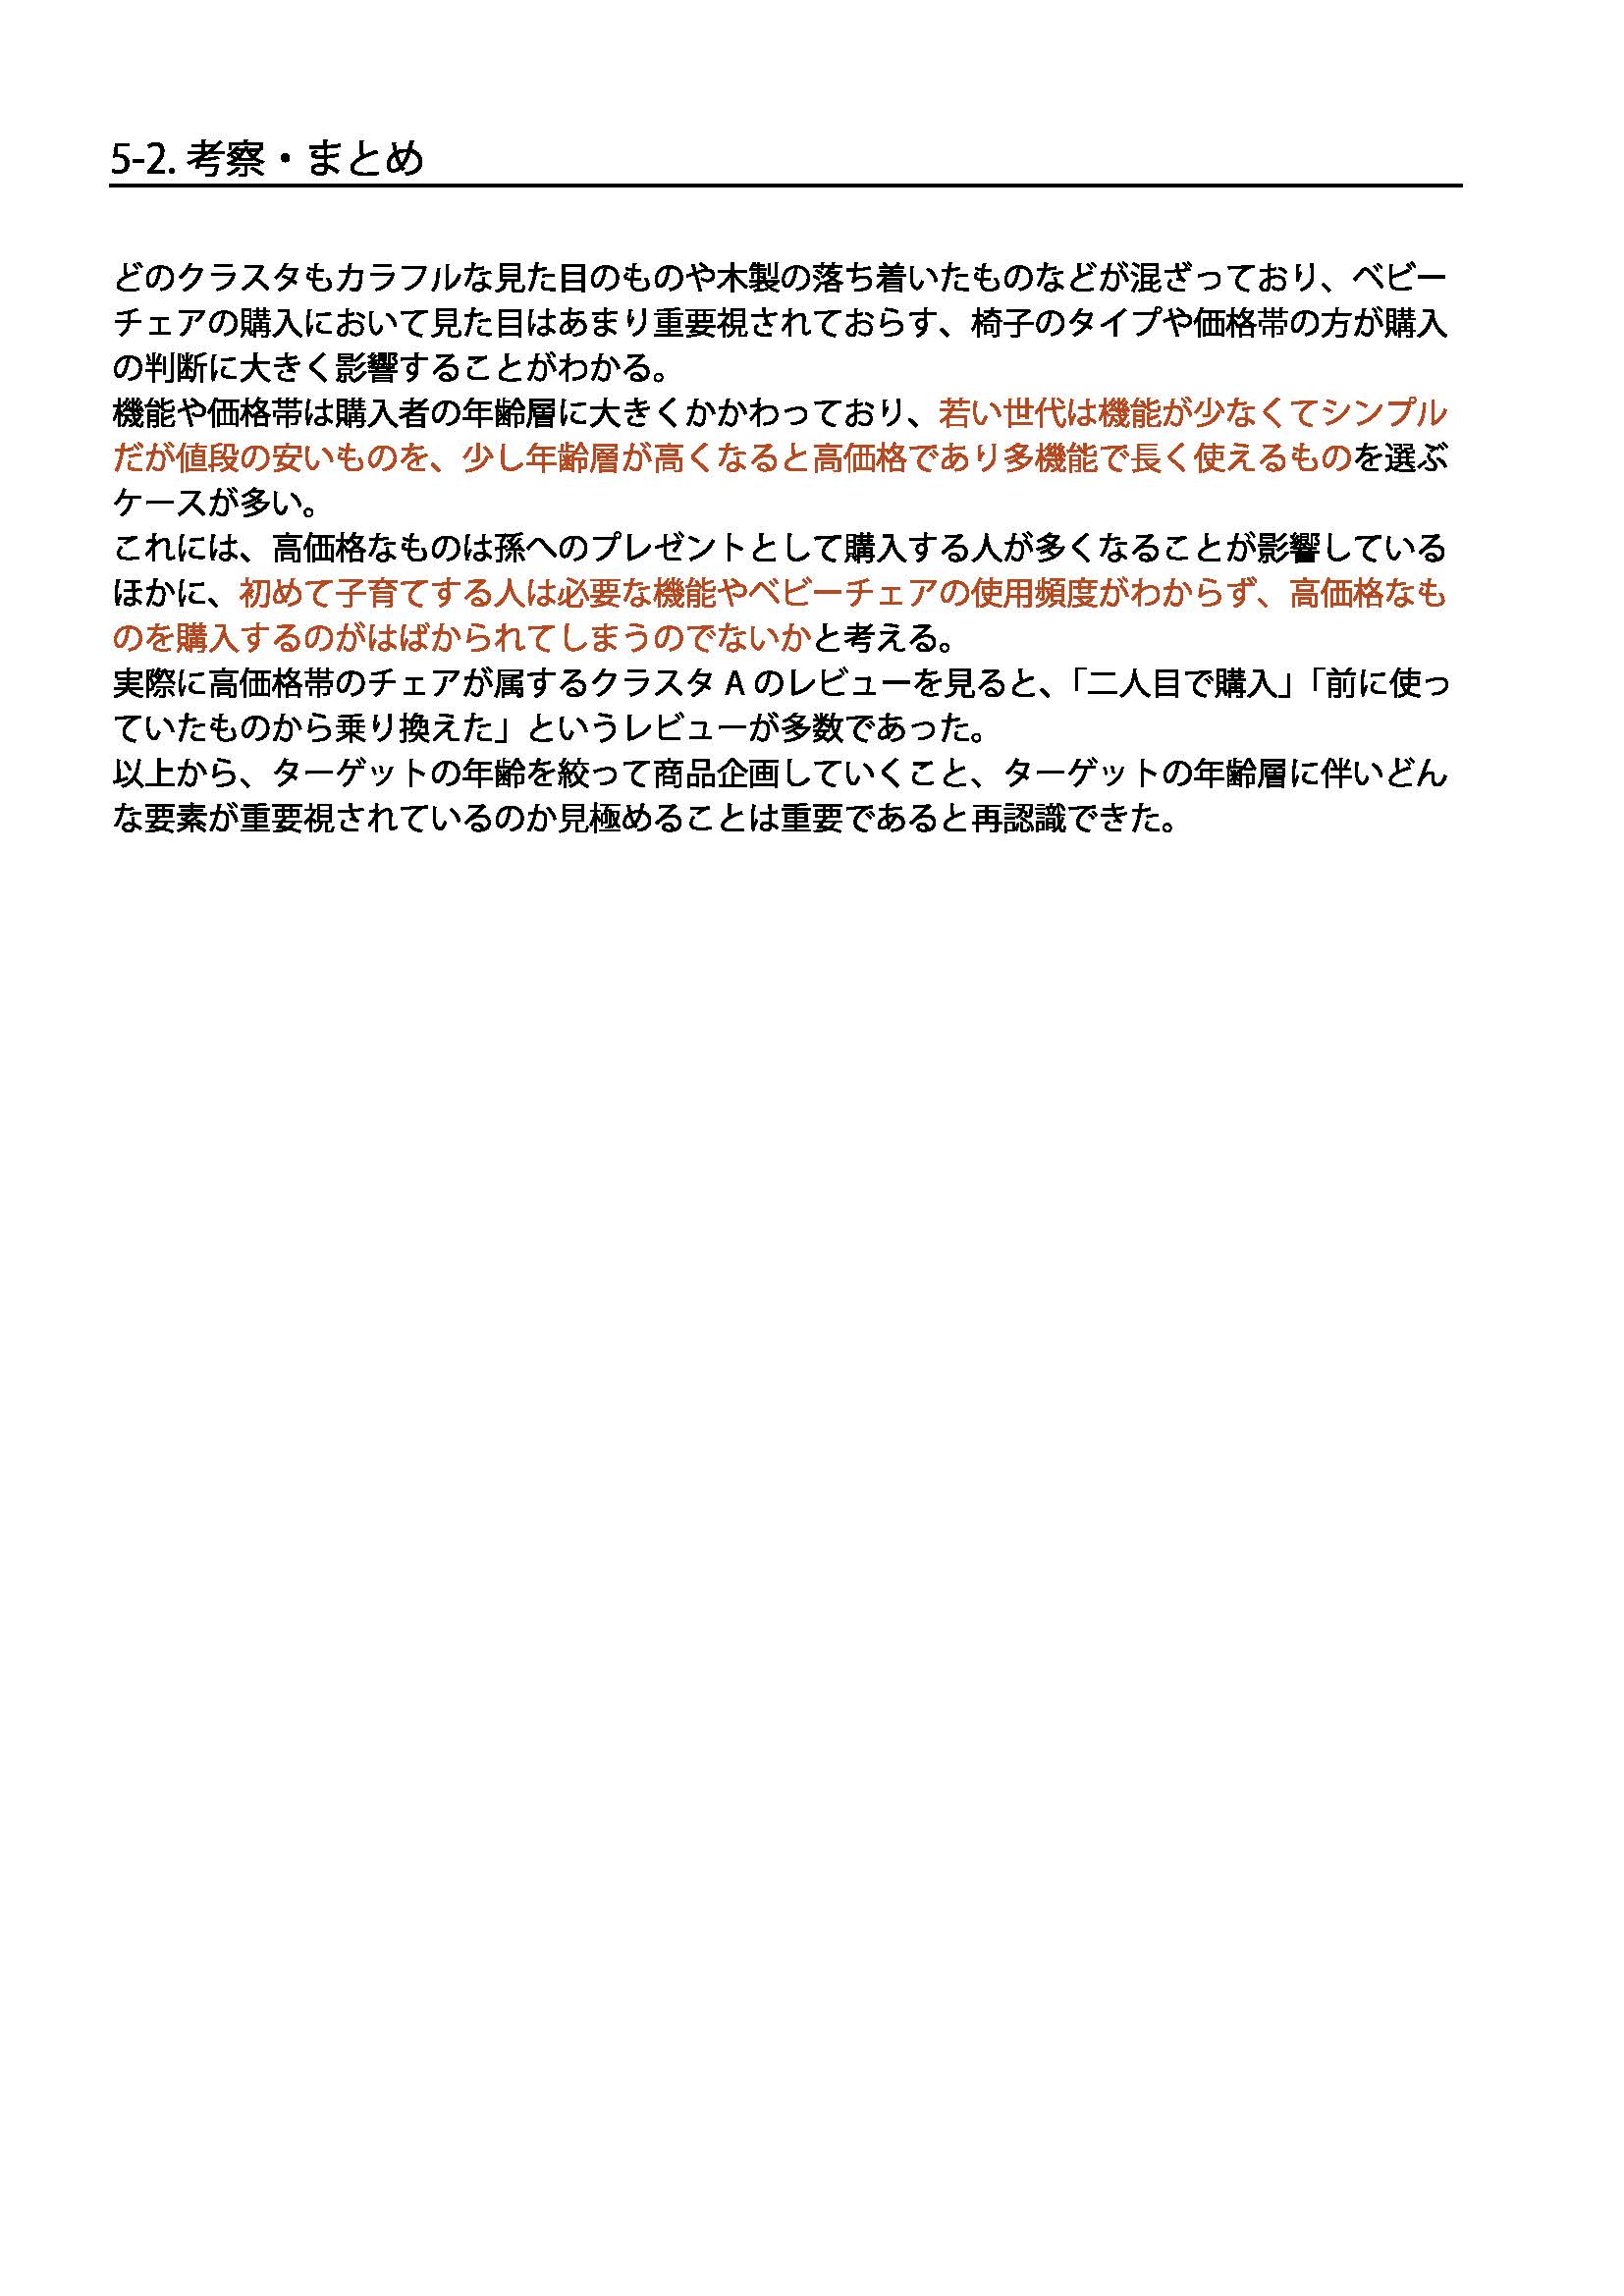 5-2. 考察・まとめ
どのクラスタもカラフルな見た目のものや木製の落ち着いたものなどが混ざっており、ベビー
チェアの購入において見た目はあまり重要視されておらす、椅子のタイプや価格帯の方が購入
の判断に大きく影響することがわかる。
機能や価格帯は購入者の年齢層に大きくかかわっており、若い世代は機能が少なくてシンプル
だが値段の安いものを、少し年齢層が高くなると高価格であり多機能で長く使えるものを選ぶ
ケースが多い。
これには、高価格なものは孫へのプレゼントとして購入する人が多くなることが影響している
ほかに、初めて子育てする人は必要な機能やベビーチェアの使用頻度がわからず、高価格なも
のを購入するのがはばかられてしまうのでないかと考える。
実際に高価格帯のチェアが属するクラスタ A のレビューを見ると、「二人目で購入」「前に使っ
ていたものから乗り換えた」というレビューが多数であった。
以上から、ターゲットの年齢を絞って商品企画していくこと、ターゲットの年齢層に伴いどん
な要素が重要視されているのか見極めることは重要であると再認識できた。